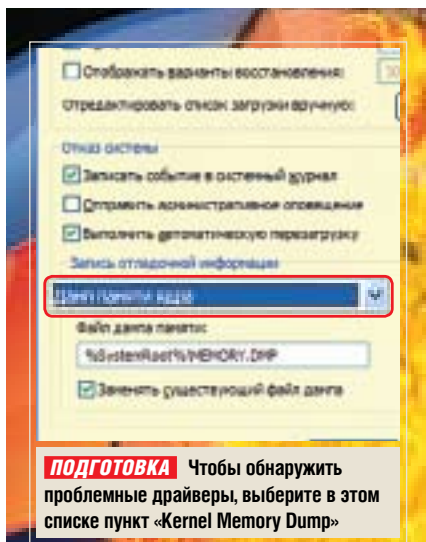 Отображать варианты восстановления:
Отредактировать список загрузки вручную:
Отказ системы
Записать событие в системный журнал
Отправить административное оповещение
Выполнить автоматическую перезагрузку
Запись отладочной информации
Дамп памяти ядра
Файл дампа памяти:
%SystemRoot%\MEMORY.DMP
Заменять существующий файл дампа
ПОДГОТОВКА Чтобы обнаружить
проблемные драйверы, выберите в этом
списке пункт «Kernel Memory Dump»